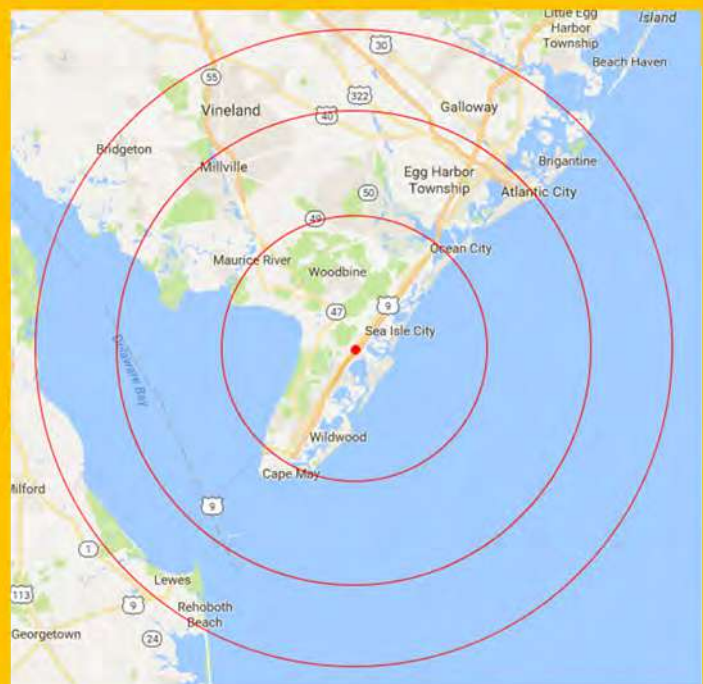 Little Egg
Harbor
Township
Island
Beach Haven
30
55
322
Vineland
Galloway
40
Bridgeton
Millville
Brigantine
Egg Harbor
Township
Atlantic City
50
49
Ocean City
Maurice River
Woodbine
9
47
Sea Isle City
Delaware Bay
Wildwood
Cape May
Milford
9
1
Lewes
113
9
Rehoboth
Beach
Georgetown
24